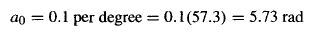 a₀ = 0.1 per degree = 0.1(57.3) = 5.73 rad